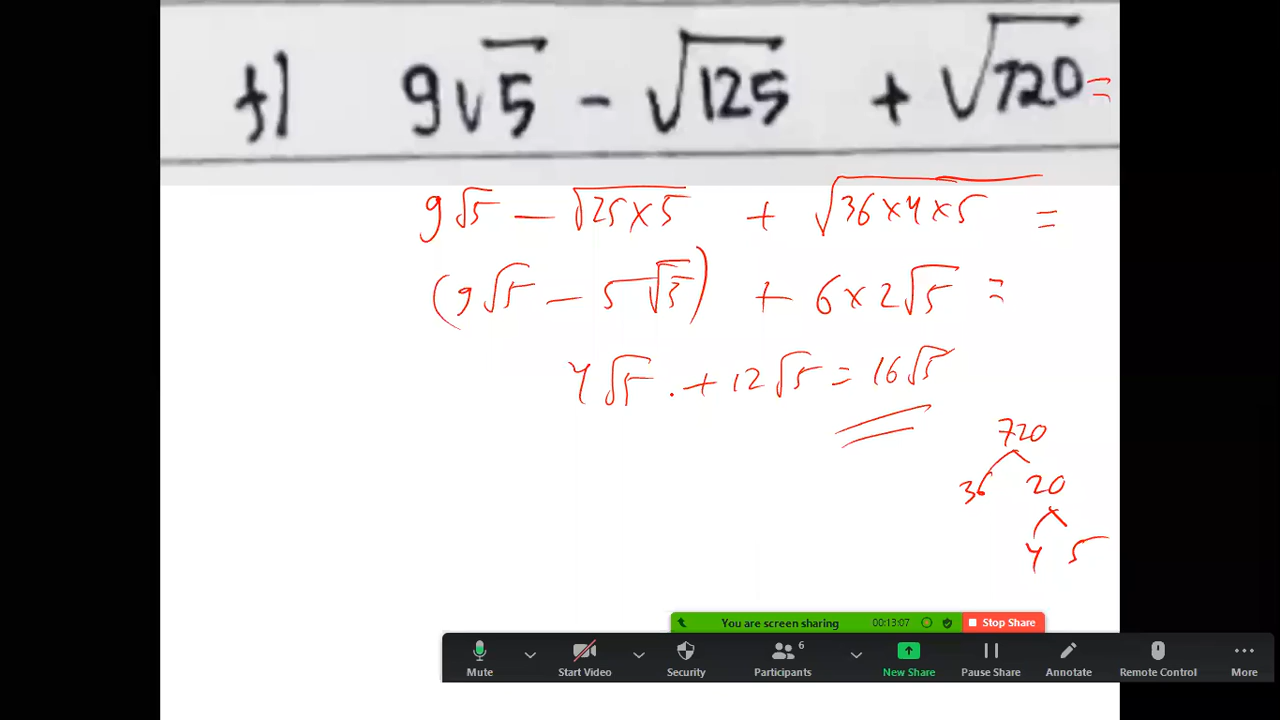 f) 9√5 - √125 + √720 =
9√5 - √25×5 + √36×4×5 =
(9√5 - 5√5) + 6×2√5 =
4√5 . + 12√5 = 16√5
720
36 20
4 5
You are screen sharing 00:13:07 Stop Share
Mute Start Video Security Participants 6 New Share Pause Share Annotate Remote Control More